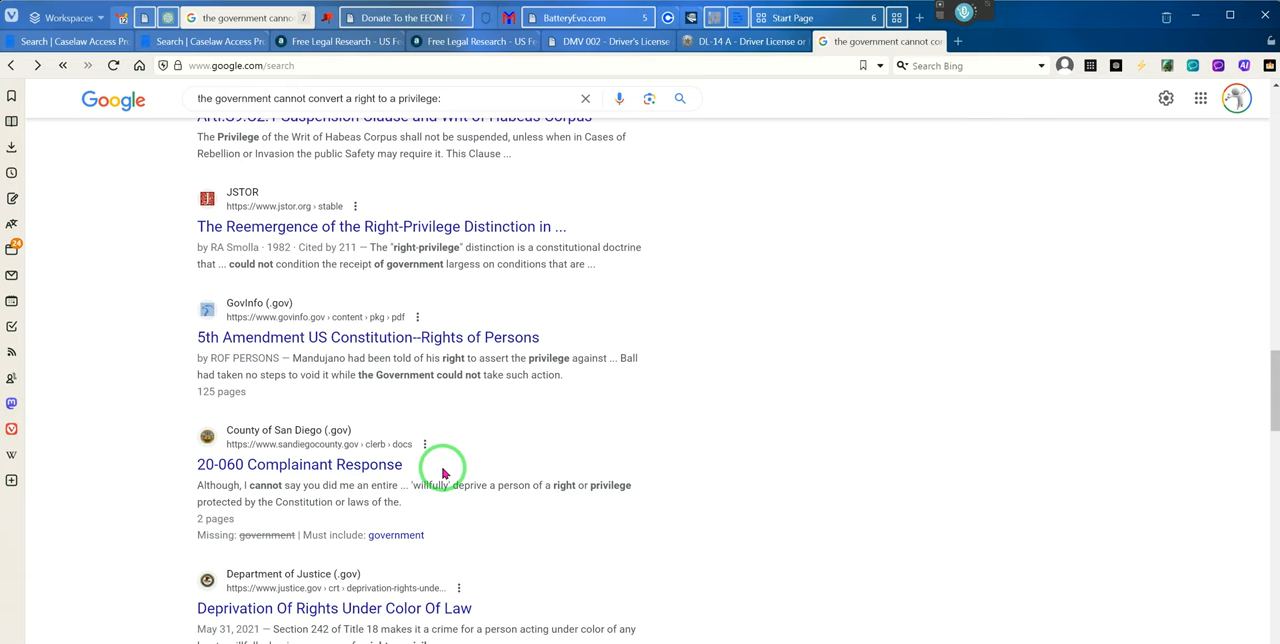 Workspaces
the government canno
7
Donate To the EEON FO
7
BatteryEvo.com
5
Start Page
6
Search | Caselaw Access Pr
Search | Caselaw Access Pro
Free Legal Research - US Fe
Free Legal Research - US Fe
DMV 002 - Driver's License
DL-14 A - Driver License or
the government cannot co
www.google.com/search
Search Bing
Google
the government cannot convert a right to a privilege:
24
The Privilege of the Writ of Habeas Corpus shall not be suspended, unless when in Cases of
Rebellion or Invasion the public Safety may require it. This Clause ...
JSTOR
https://www.jstor.org › stable
The Reemergence of the Right-Privilege Distinction in ...
by RA Smolla · 1982 · Cited by 211 — The "right-privilege" distinction is a constitutional doctrine
that ... could not condition the receipt of government largess on conditions that are ...
GovInfo (.gov)
https://www.govinfo.gov › content › pkg › pdf
5th Amendment US Constitution--Rights of Persons
by ROF PERSONS — Mandujano had been told of his right to assert the privilege against ... Ball
had taken no steps to void it while the Government could not take such action.
125 pages
County of San Diego (.gov)
https://www.sandiegocounty.gov › clerb › docs
20-060 Complainant Response
Although, I cannot say you did me an entire ... 'willfully' deprive a person of a right or privilege
protected by the Constitution or laws of the.
2 pages
Missing: government | Must include: government
Department of Justice (.gov)
https://www.justice.gov › crt › deprivation-rights-unde...
Deprivation Of Rights Under Color Of Law
May 31, 2021 — Section 242 of Title 18 makes it a crime for a person acting under color of any